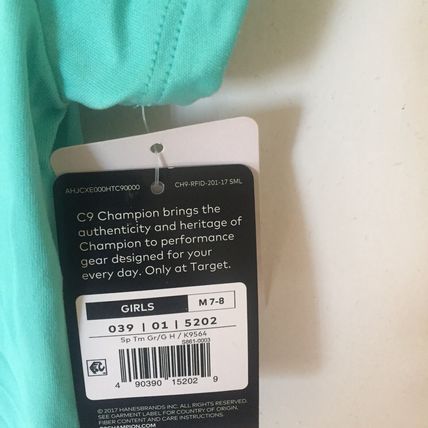 AHJCXE000HTC90000 CH9-RFID-201-17 SML
C9 Champion brings the
authenticity and heritage of
Champion to performance
gear designed for your
every day. Only at Target.
GIRLS M 7-8
039 | 01 | 5202
Sp Tm Gr/G H / K9564
S861-0003
4 90390 15202 9
© 2017 HANESBRANDS INC. ALL RIGHTS RESERVED.
SEE GARMENT LABEL FOR COUNTRY OF ORIGIN,
FIBER CONTENT AND CARE INSTRUCTIONS.